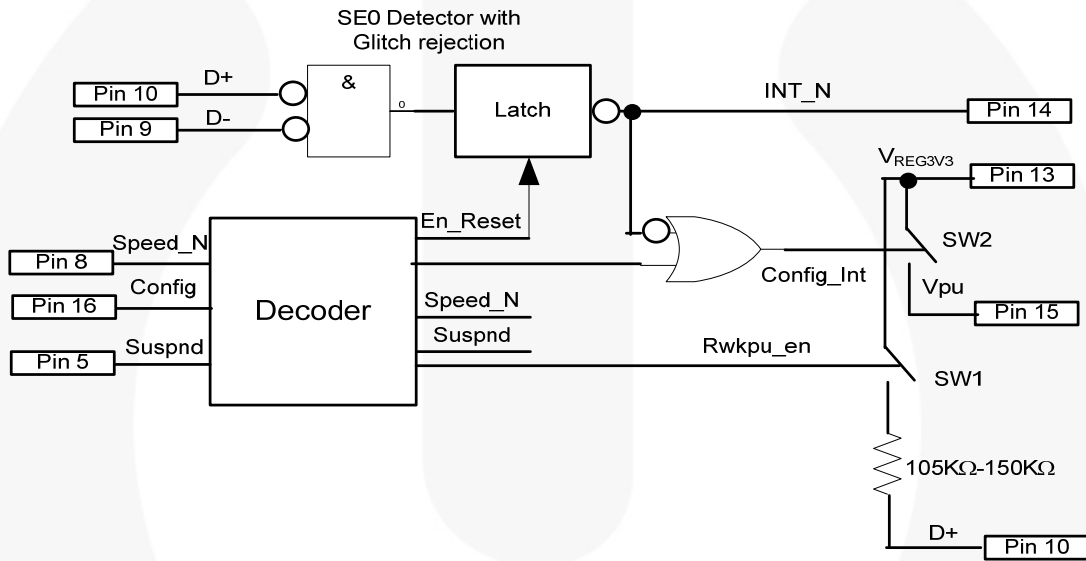 SE0 Detector with
Glitch rejection
D+
Pin 10
&
Latch
INT_N
Pin 14
D-
Pin 9
o
VREG3V3
Pin 13
En_Reset
Speed_N
Pin 8
SW2
Config
Config_Int
Pin 16
Decoder
Speed_N
Vpu
Pin 15
Suspnd
Suspnd
Pin 5
Rwkpu_en
SW1
105KΩ-150KΩ
D+
Pin 10